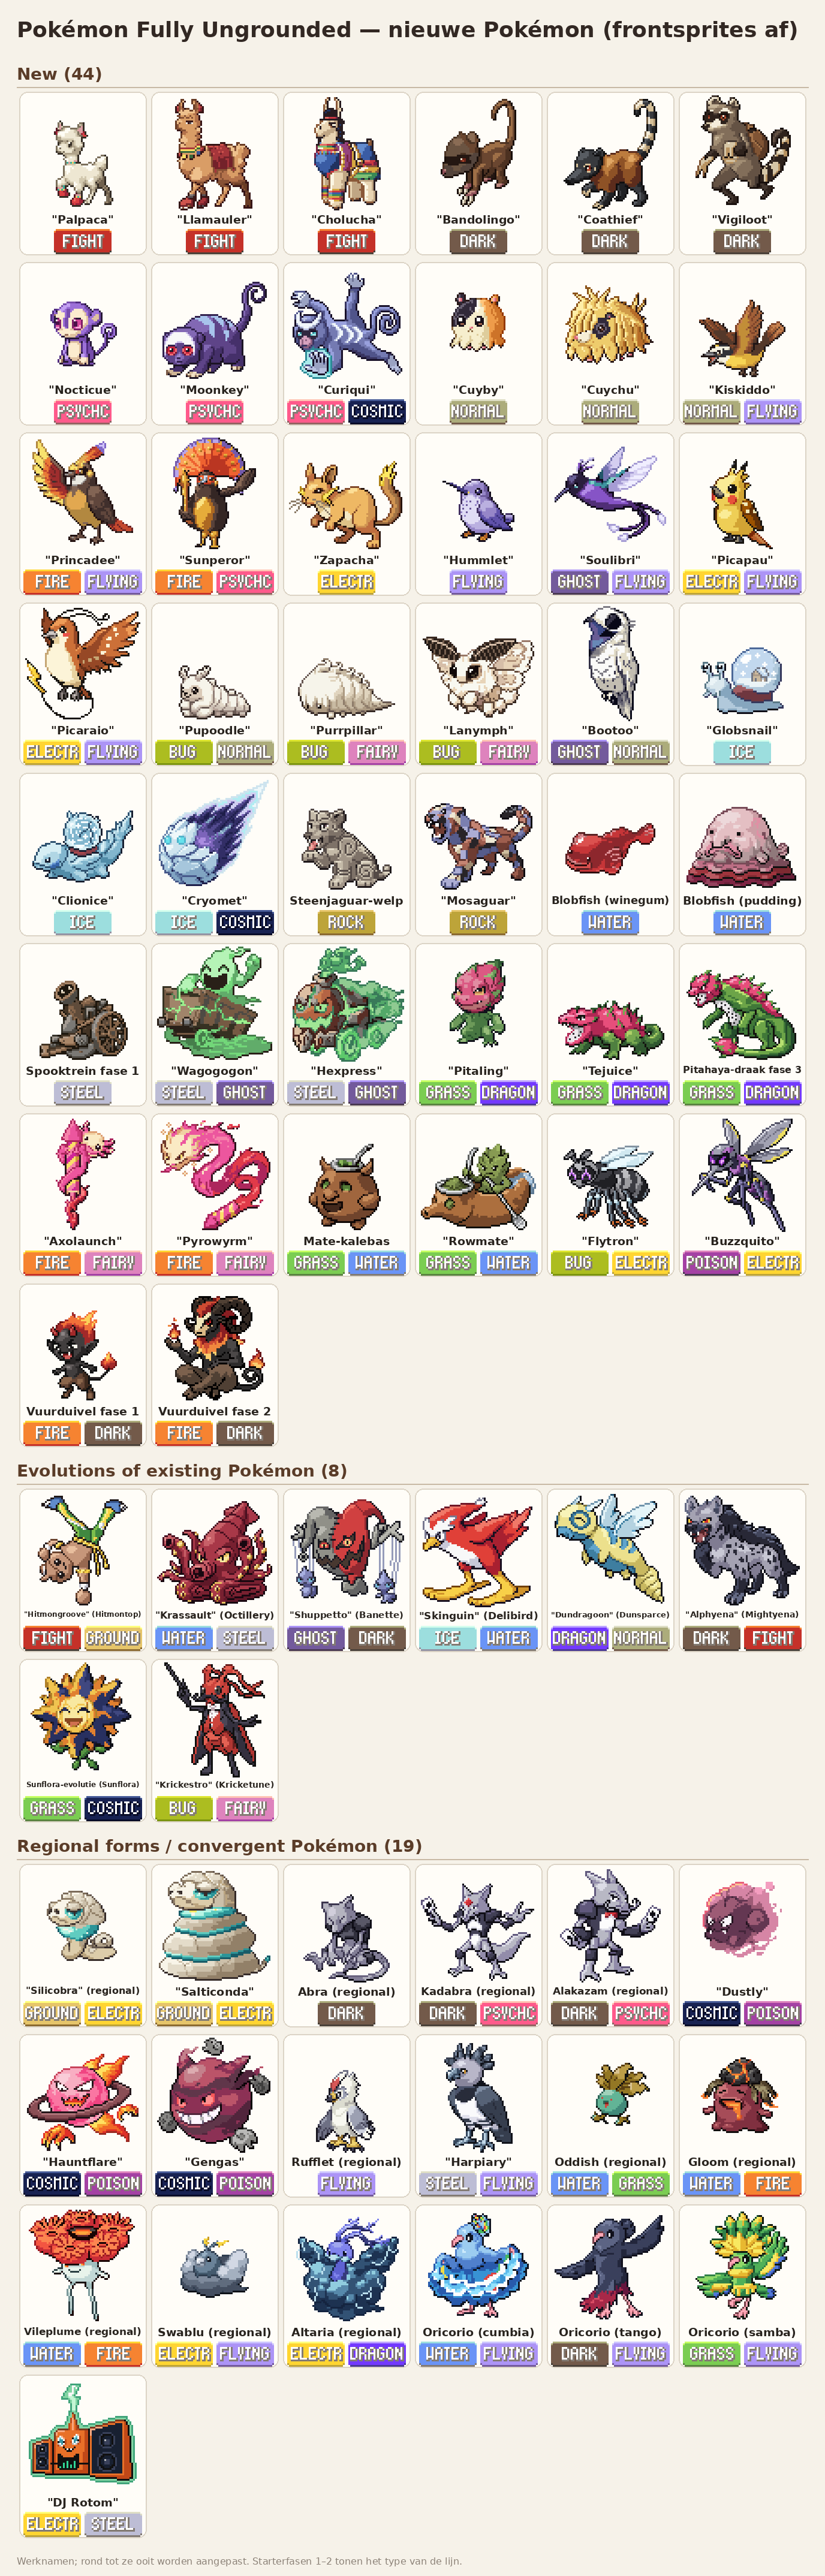 Pokémon Fully Ungrounded — nieuwe Pokémon (frontsprites af)
New (44)
"Palpaca" "Llamauler" "Cholucha" "Bandolingo" "Coathief" "Vigiloot"
FIGHT FIGHT FIGHT DARK DARK DARK
"Nocticue" "Moonkey" "Curiqui" "Cuyby" "Cuychu" "Kiskiddo"
PSYCHC PSYCHC PSYCHC COSMIC NORMAL NORMAL NORMAL FLYING
"Princadee" "Sunperor" "Zapacha" "Hummlet" "Soulibri" "Picapau"
FIRE FLYING FIRE PSYCHC ELECTR FLYING GHOST FLYING ELECTR FLYING
"Picaraio" "Pupoodle" "Purrpillar" "Lanymph" "Bootoo" "Globsnail"
ELECTR FLYING BUG NORMAL BUG FAIRY BUG FAIRY GHOST NORMAL ICE
"Clionice" "Cryomet" Steenjaguar-welp "Mosaguar" Blobfish (winegum) Blobfish (pudding)
ICE ICE COSMIC ROCK ROCK WATER WATER
Spooktrein fase 1 "Wagogogon" "Hexpress" "Pitaling" "Tejuice" Pitahaya-draak fase 3
STEEL STEEL GHOST STEEL GHOST GRASS DRAGON GRASS DRAGON GRASS DRAGON
"Axolaunch" "Pyrowyrm" Mate-kalebas "Rowmate" "Flytron" "Buzzquito"
FIRE FAIRY FIRE FAIRY GRASS WATER GRASS WATER BUG ELECTR POISON ELECTR
Vuurduivel fase 1 Vuurduivel fase 2
FIRE DARK FIRE DARK
Evolutions of existing Pokémon (8)
"Hitmongroove" (Hitmontop) "Krassault" (Octillery) "Shuppetto" (Banette) "Skinguin" (Delibird) "Dundragoon" (Dunsparce) "Alphyena" (Mightyena)
FIGHT GROUND WATER STEEL GHOST DARK ICE WATER DRAGON NORMAL DARK FIGHT
Sunflora-evolutie (Sunflora) "Krickestro" (Kricketune)
GRASS COSMIC BUG FAIRY
Regional forms / convergent Pokémon (19)
"Silicobra" (regional) "Salticonda" Abra (regional) Kadabra (regional) Alakazam (regional) "Dustly"
GROUND ELECTR GROUND ELECTR DARK DARK PSYCHC DARK PSYCHC COSMIC POISON
"Hauntflare" "Gengas" Rufflet (regional) "Harpiary" Oddish (regional) Gloom (regional)
COSMIC POISON COSMIC POISON FLYING STEEL FLYING WATER GRASS WATER FIRE
Vileplume (regional) Swablu (regional) Altaria (regional) Oricorio (cumbia) Oricorio (tango) Oricorio (samba)
WATER FIRE ELECTR FLYING ELECTR DRAGON WATER FLYING DARK FLYING GRASS FLYING
"DJ Rotom"
ELECTR STEEL
Werknamen; rond tot ze ooit worden aangepast. Starterfasen 1–2 tonen het type van de lijn.